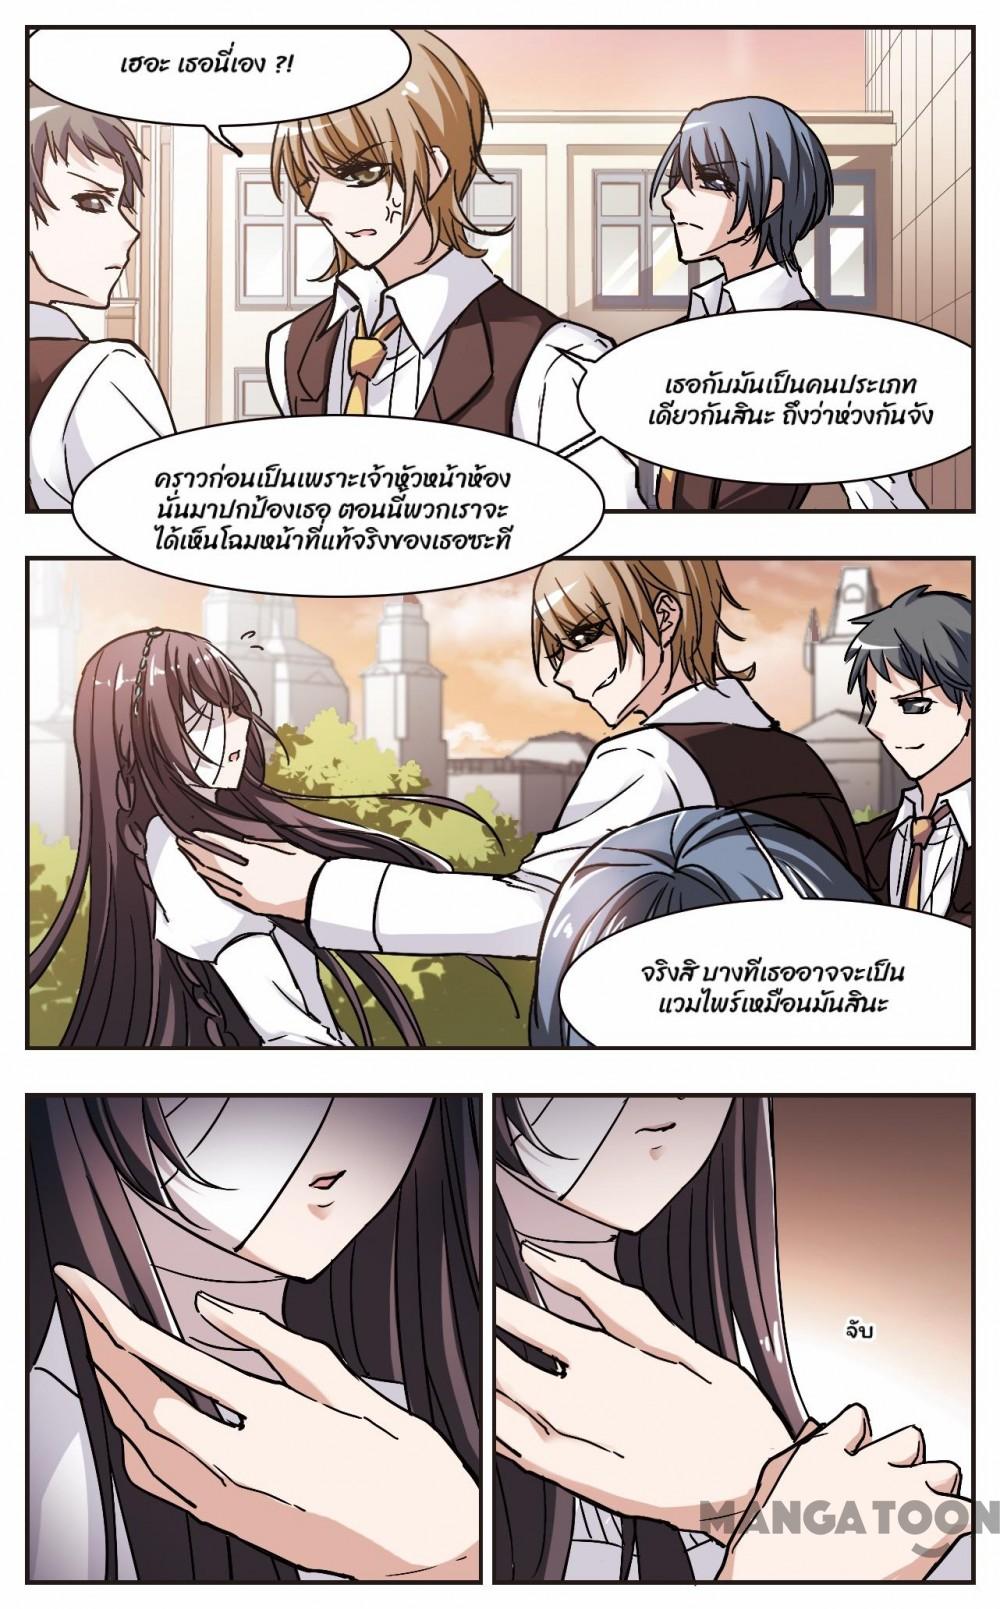 เฮอะ เธอนี่เอง ?!
เธอกับมันเป็นคนประเภท
เดียวกันสินะ ถึงว่าห่วงกันจัง
คราวก่อนเป็นเพราะเจ้าหัวหน้าห้อง
นั่นมาปกป้องเธอ ตอนนี้พวกเราจะ
ได้เห็นโฉมหน้าที่แท้จริงของเธอซะที
จริงสิ บางทีเธออาจจะเป็น
แวมไพร์เหมือนมันสินะ
จับ
MANGATOON